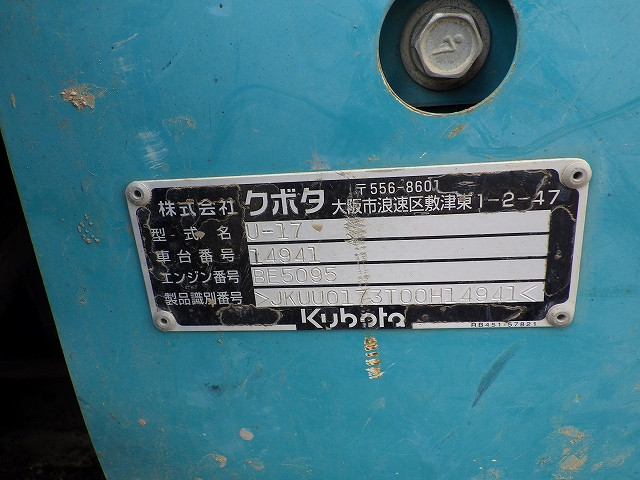 株式会社 クボタ 〒556-8601
大阪市浪速区敷津東1-2-47
型式名 U-17
車台番号 14941
エンジン番号 BE5095
製品識別番号 >JKUU0173T00H14941<
Kubota
RB451-57821